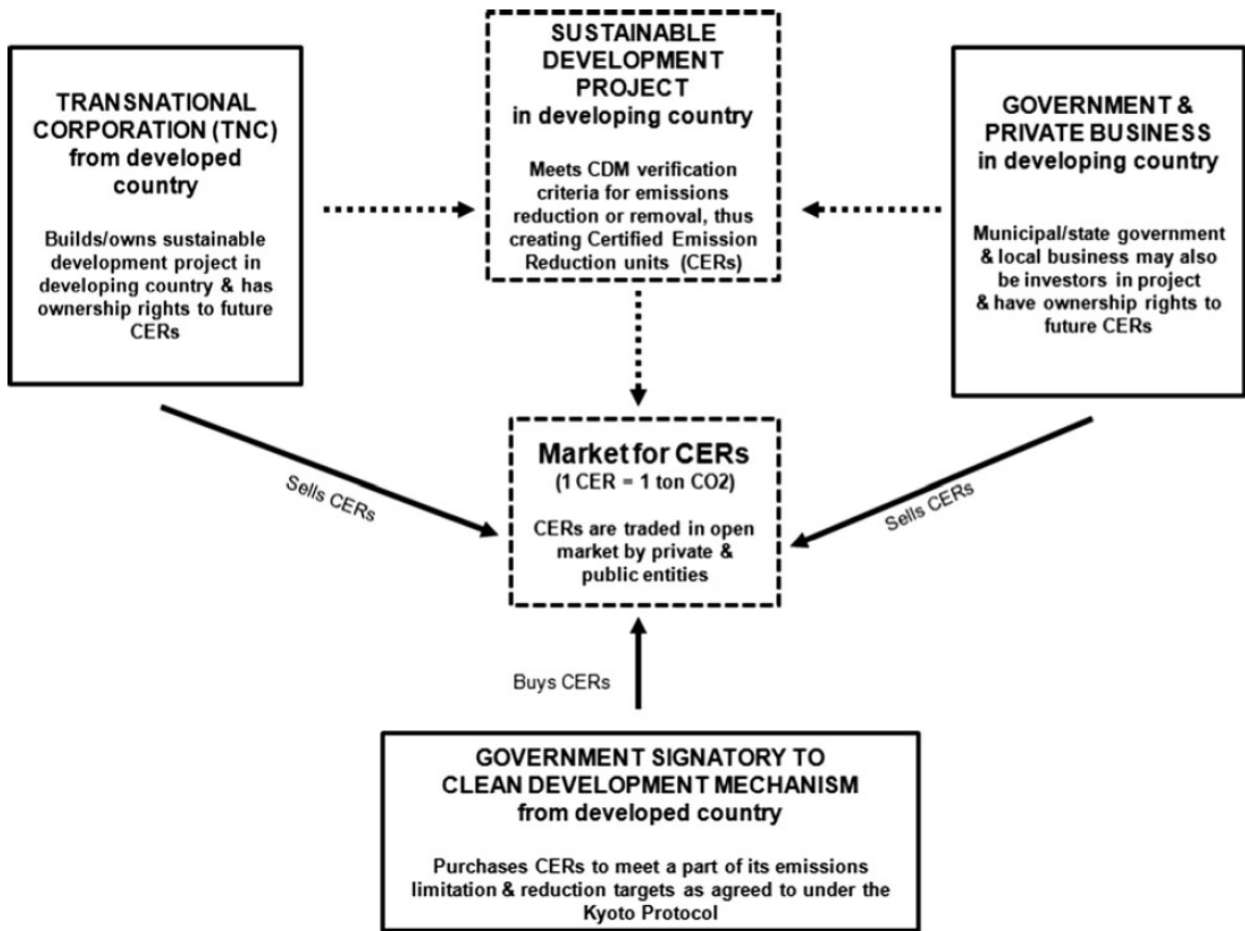 SUSTAINABLE
DEVELOPMENT
PROJECT
in developing country
Meets CDM verification
criteria for emissions
reduction or removal, thus
creating Certified Emission
Reduction units (CERs)
TRANSNATIONAL
CORPORATION (TNC)
from developed
country
Builds/owns sustainable
development project in
developing country & has
ownership rights to future
CERs
GOVERNMENT &
PRIVATE BUSINESS
in developing country
Municipal/state government
& local business may also
be investors in project
& have ownership rights to
future CERs
Sells CERs
Market for CERs
(1 CER = 1 ton CO2)
CERs are traded in open
market by private &
public entities
Sells CERs
Buys CERs
GOVERNMENT SIGNATORY TO
CLEAN DEVELOPMENT MECHANISM
from developed country
Purchases CERs to meet a part of its emissions
limitation & reduction targets as agreed to under the
Kyoto Protocol